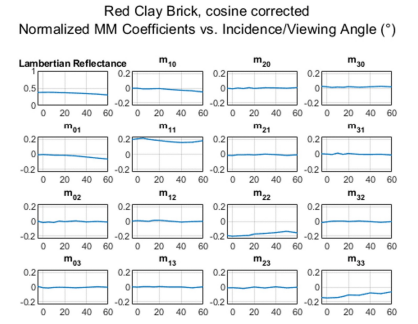 Red Clay Brick, cosine corrected
Normalized MM Coefficients vs. Incidence/Viewing Angle (°)
Lambertian Reflectance m10 m20 m30
1 0.2 0.2 0.2
0.5 0 0 0
0 -0.2 -0.2 -0.2
0 20 40 60 0 20 40 60 0 20 40 60 0 20 40 60
m01 m11 m21 m31
0.2 0.2 0.2 0.2
0 0 0 0
-0.2 -0.2 -0.2 -0.2
0 20 40 60 0 20 40 60 0 20 40 60 0 20 40 60
m02 m12 m22 m32
0.2 0.2 0.2 0.2
0 0 0 0
-0.2 -0.2 -0.2 -0.2
0 20 40 60 0 20 40 60 0 20 40 60 0 20 40 60
m03 m13 m23 m33
0.2 0.2 0.2 0.2
0 0 0 0
-0.2 -0.2 -0.2 -0.2
0 20 40 60 0 20 40 60 0 20 40 60 0 20 40 60